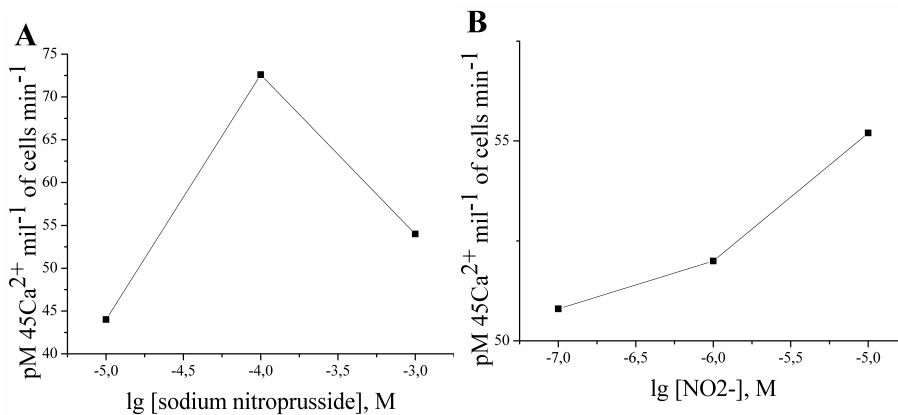 A
pM 45Ca2+ mil-1 of cells min-1
75
70
65
60
55
50
45
40
-5,0 -4,5 -4,0 -3,5 -3,0
lg [sodium nitroprusside], M
B
pM 45Ca2+ mil-1 of cells min-1
55
50
-7,0 -6,5 -6,0 -5,5 -5,0
lg [NO2-], M